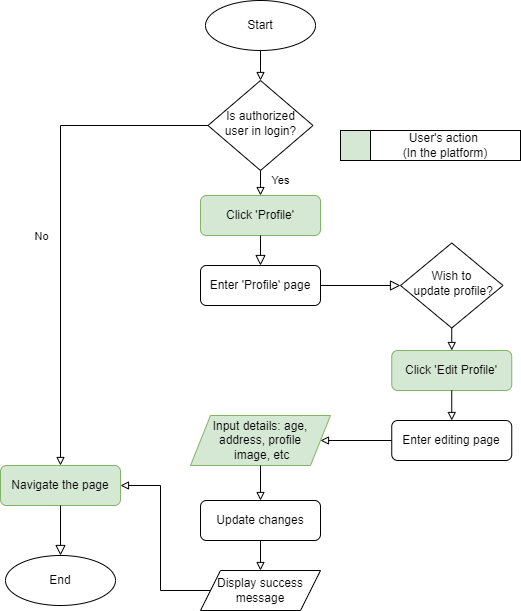 Start
Is authorized
user in login?
User's action
(In the platform)
Yes
Click 'Profile'
No
Enter 'Profile' page
Wish to
update profile?
Click 'Edit Profile'
Input details: age,
address, profile
image, etc
Enter editing page
Navigate the page
Update changes
End
Display success
message